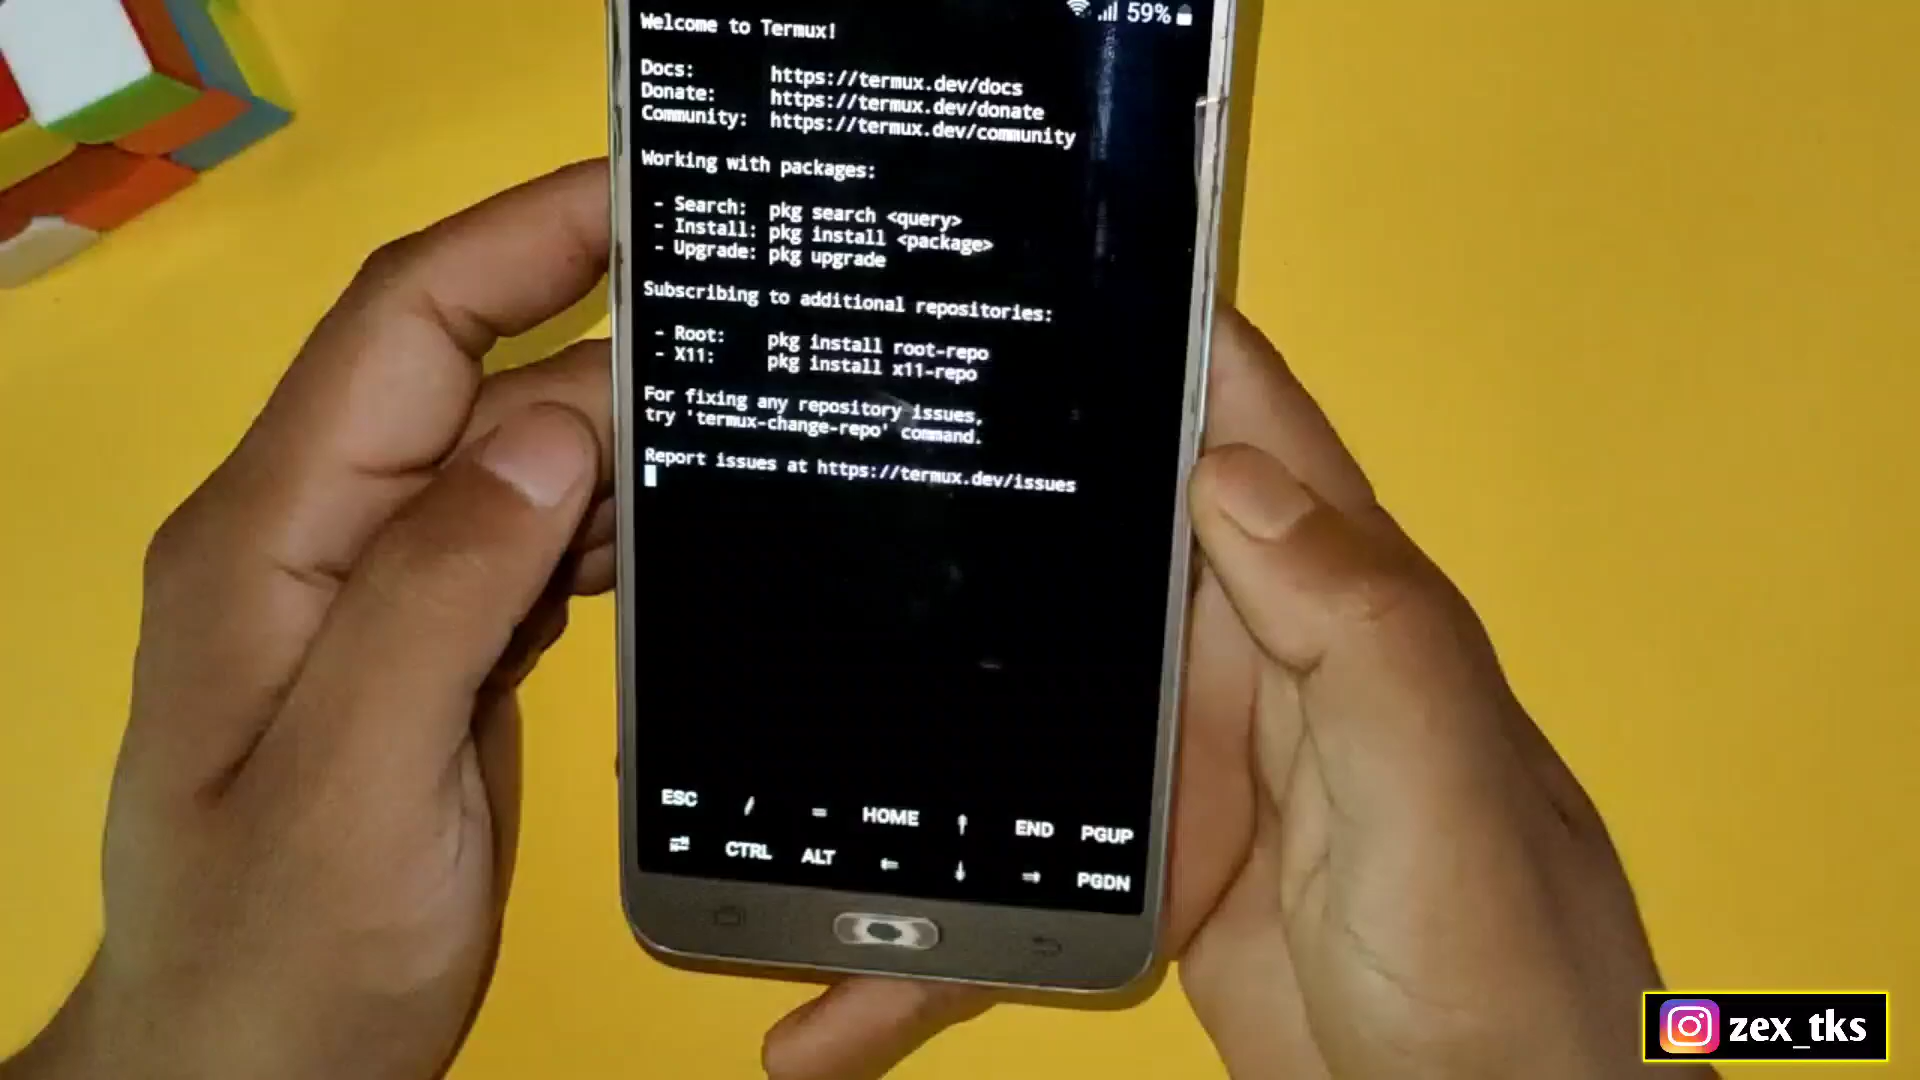 59%
Welcome to Termux!
Docs: https://termux.dev/docs
Donate: https://termux.dev/donate
Community: https://termux.dev/community
Working with packages:
- Search: pkg search <query>
- Install: pkg install <package>
- Upgrade: pkg upgrade
Subscribing to additional repositories:
- Root: pkg install root-repo
- X11: pkg install x11-repo
For fixing any repository issues,
try 'termux-change-repo' command.
Report issues at https://termux.dev/issues
ESC / = HOME ↑ END PGUP
⇄ CTRL ALT ← ↓ → PGDN
zex_tks